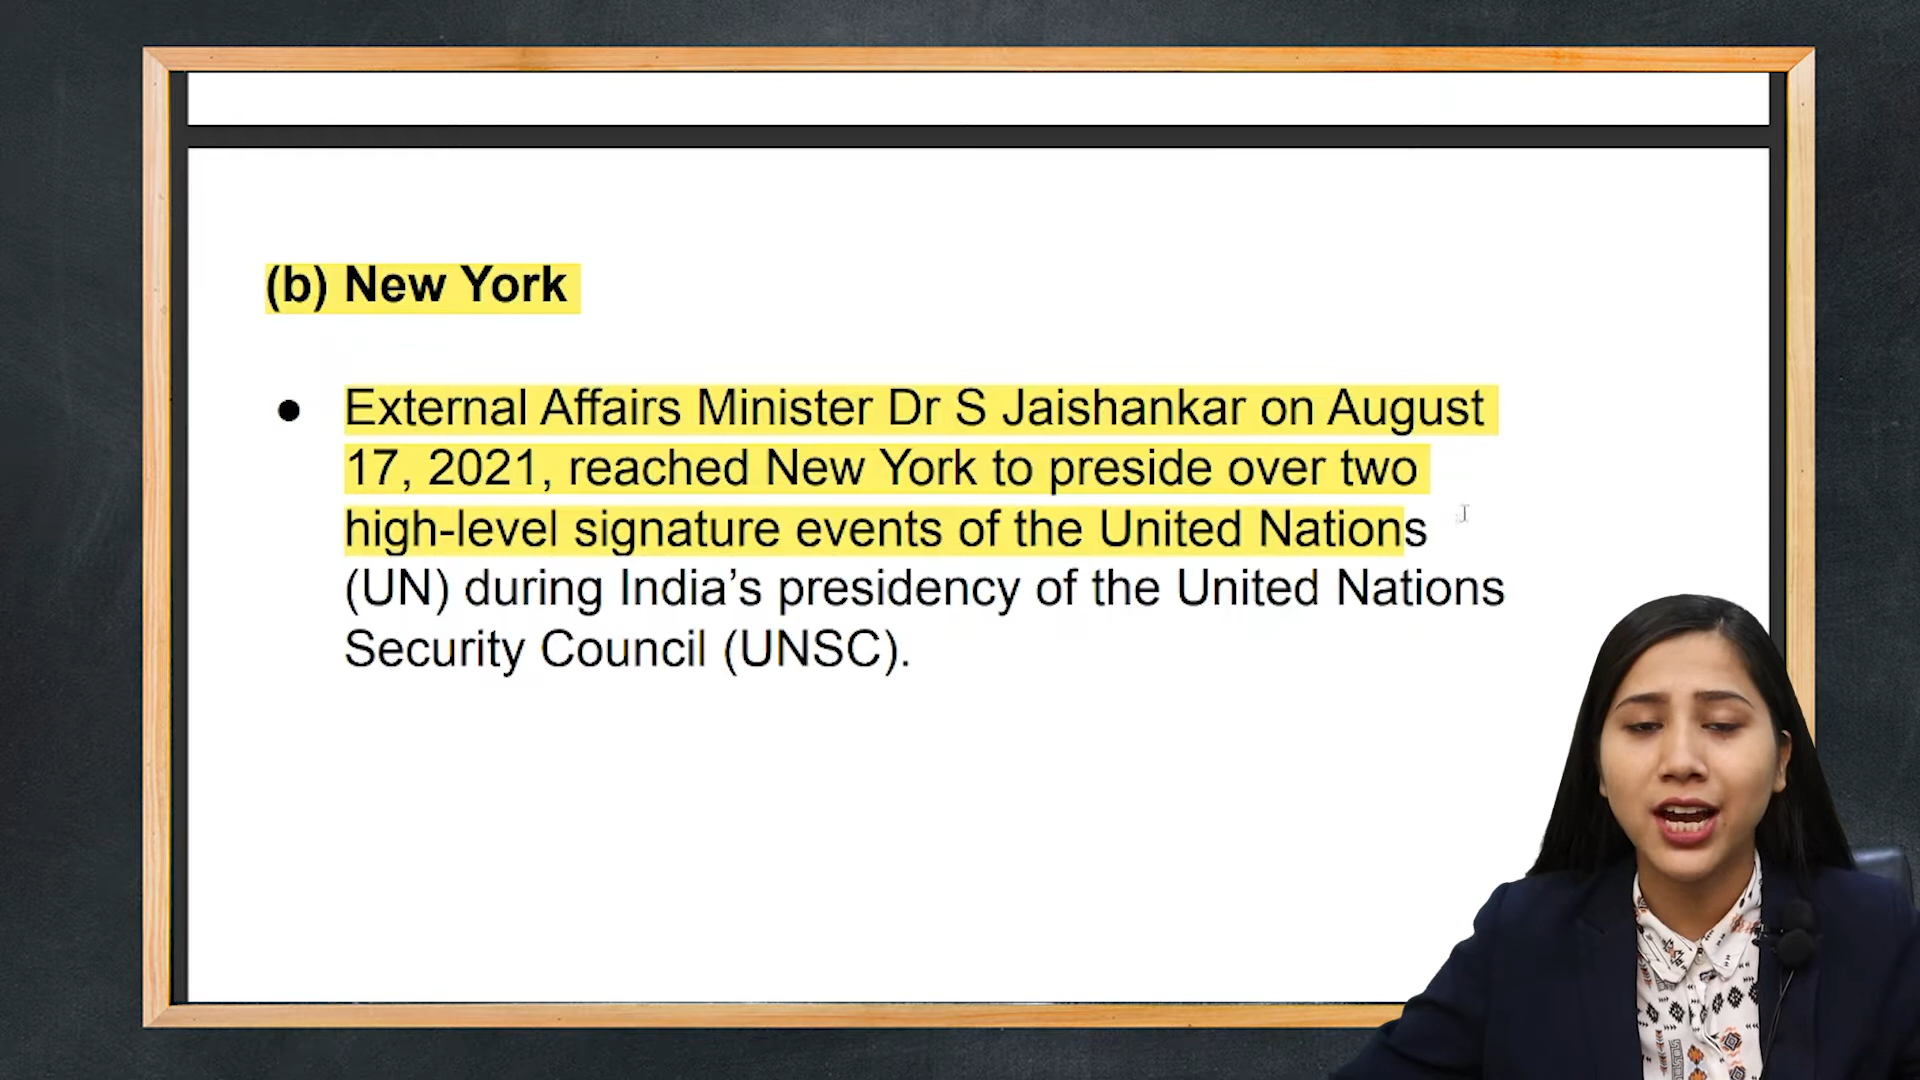 (b) New York
● External Affairs Minister Dr S Jaishankar on August
17, 2021, reached New York to preside over two
high-level signature events of the United Nations
(UN) during India’s presidency of the United Nations
Security Council (UNSC).